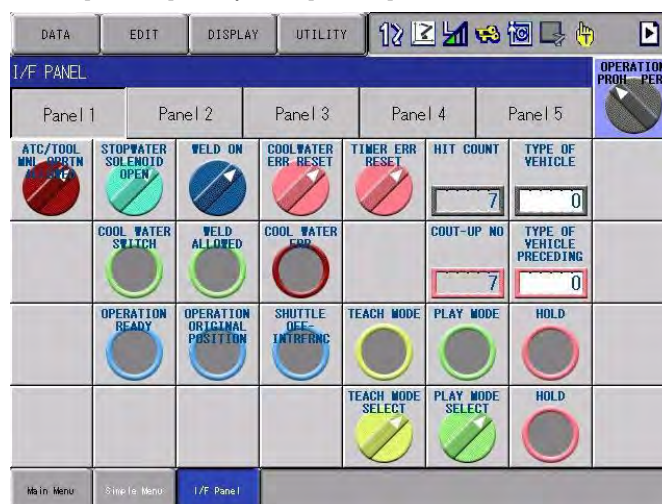 DATA EDIT DISPLAY UTILITY
I/F PANEL
OPERATION
PROH PER
Panel 1 Panel 2 Panel 3 Panel 4 Panel 5
ATC/TOOL
MNL OPRTN
ALLOWED
STOPWATER
SOLENOID
OPEN
WELD ON
COOLWATER
ERR RESET
TIMER ERR
RESET
HIT COUNT
7
TYPE OF
VEHICLE
0
COOL WATER
SWITCH
WELD
ALLOWED
COOL WATER
ERR
COUT-UP NO
7
TYPE OF
VEHICLE
PRECEDING
0
OPERATION
READY
OPERATION
ORIGINAL
POSITION
SHUTTLE
OFF-
INTRFRNC
TEACH MODE
PLAY MODE
HOLD
TEACH MODE
SELECT
PLAY MODE
SELECT
HOLD
Main Menu Simple Menu I/F Panel